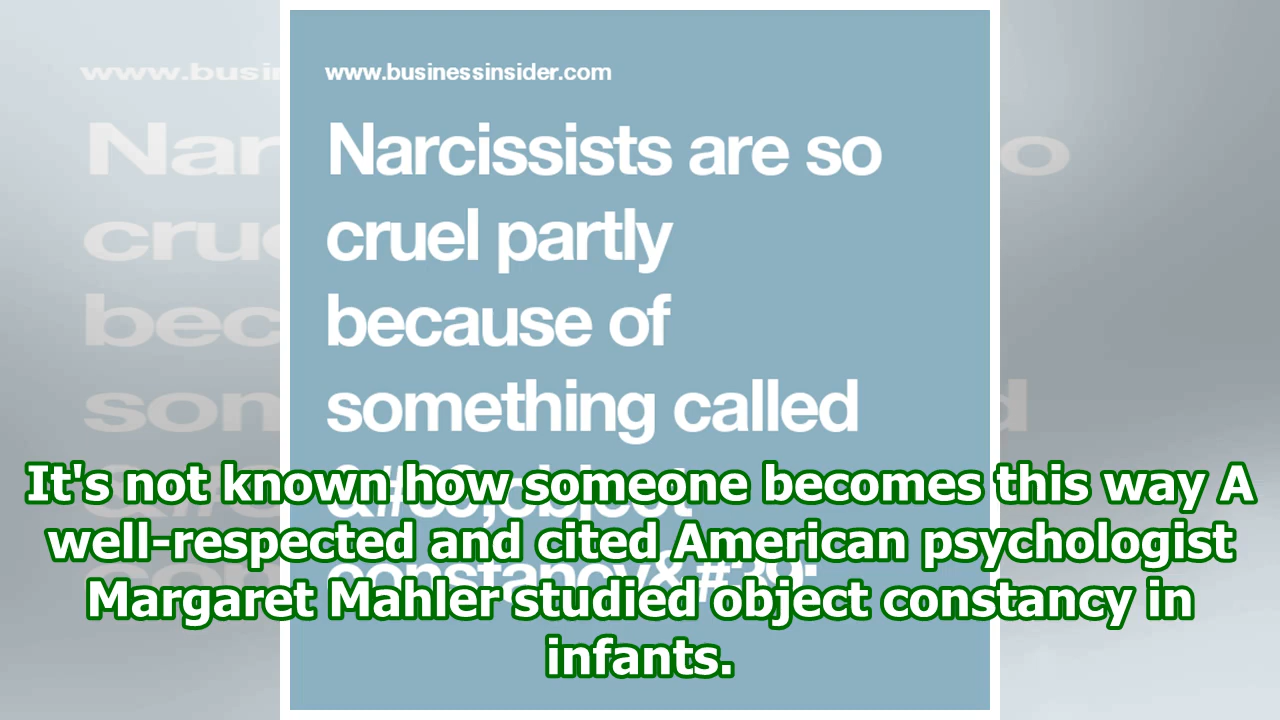 www.businessinsider.com
Narcissists are so
cruel partly
because of
something called
&#39;object
constancy&#39;
It's not known how someone becomes this way A
well-respected and cited American psychologist
Margaret Mahler studied object constancy in
infants.